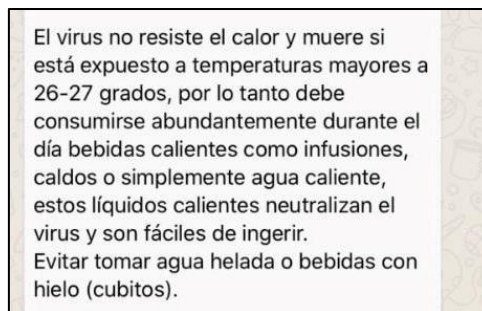 El virus no resiste el calor y muere si
está expuesto a temperaturas mayores a
26-27 grados, por lo tanto debe
consumirse abundantemente durante el
día bebidas calientes como infusiones,
caldos o simplemente agua caliente,
estos líquidos calientes neutralizan el
virus y son fáciles de ingerir.
Evitar tomar agua helada o bebidas con
hielo (cubitos).